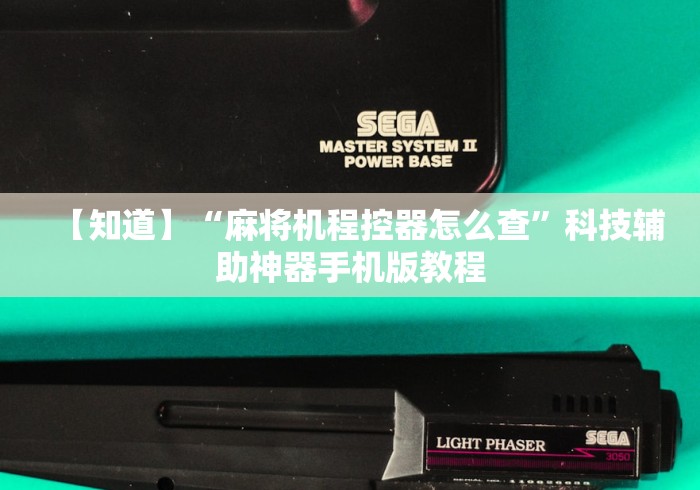 SEGA
MASTER SYSTEM II
POWER BASE
【知道】“麻将机程控器怎么查”科技辅
助神器手机版教程
LIGHT PHASER
SEGA
3050